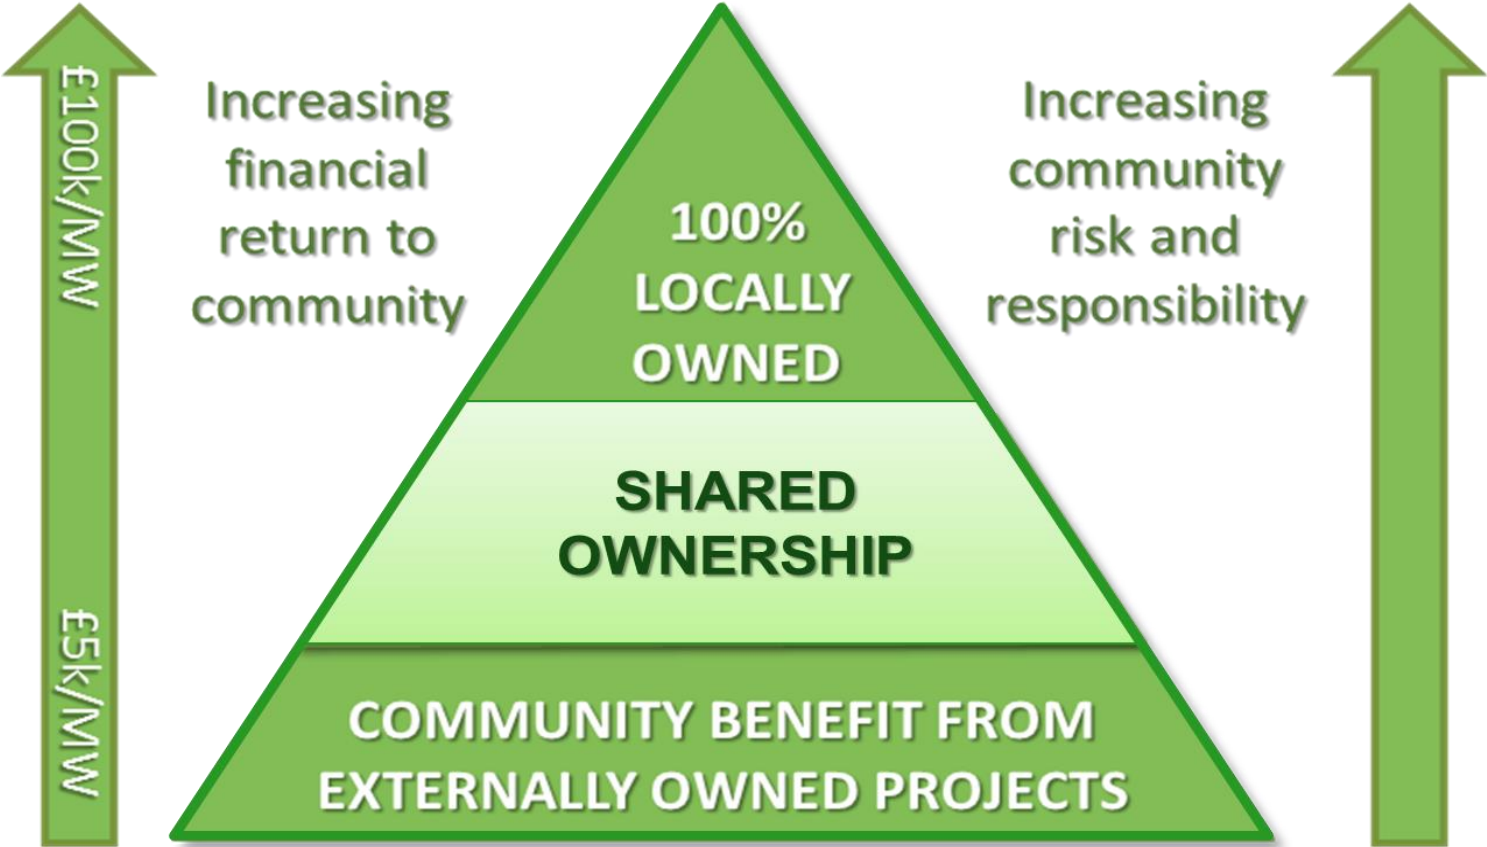 £100k/MW
£5k/MW
Increasing
financial
return to
community
100%
LOCALLY
OWNED
SHARED
OWNERSHIP
COMMUNITY BENEFIT FROM
EXTERNALLY OWNED PROJECTS
Increasing
community
risk and
responsibility